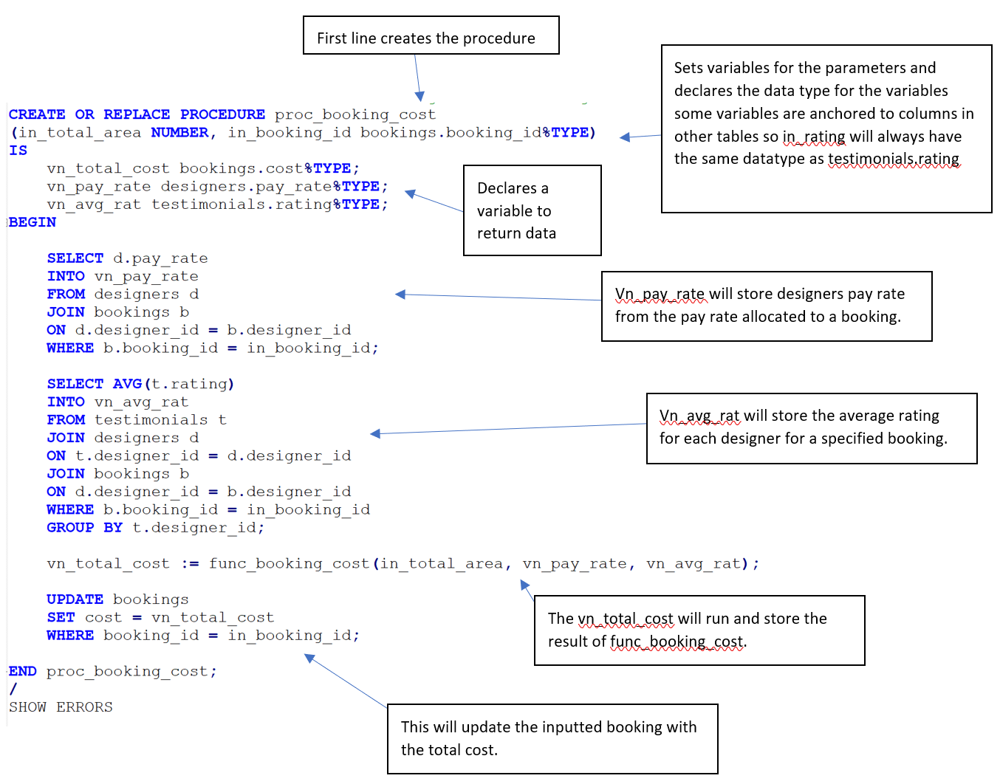 First line creates the procedure
Sets variables for the parameters and
declares the data type for the variables
some variables are anchored to columns in
other tables so in_rating will always have
the same datatype as testimonials.rating
CREATE OR REPLACE PROCEDURE proc_booking_cost
(in_total_area NUMBER, in_booking_id bookings.booking_id%TYPE)
IS
vn_total_cost bookings.cost%TYPE;
vn_pay_rate designers.pay_rate%TYPE;
vn_avg_rat testimonials.rating%TYPE;
BEGIN
Declares a
variable to
return data
SELECT d.pay_rate
INTO vn_pay_rate
FROM designers d
JOIN bookings b
ON d.designer_id = b.designer_id
WHERE b.booking_id = in_booking_id;
Vn_pay_rate will store designers pay rate
from the pay rate allocated to a booking.
SELECT AVG(t.rating)
INTO vn_avg_rat
FROM testimonials t
JOIN designers d
ON t.designer_id = d.designer_id
JOIN bookings b
ON d.designer_id = b.designer_id
WHERE b.booking_id = in_booking_id
GROUP BY t.designer_id;
Vn_avg_rat will store the average rating
for each designer for a specified booking.
vn_total_cost := func_booking_cost(in_total_area, vn_pay_rate, vn_avg_rat);
The vn_total_cost will run and store the
result of func_booking_cost.
UPDATE bookings
SET cost = vn_total_cost
WHERE booking_id = in_booking_id;
END proc_booking_cost;
/
SHOW ERRORS
This will update the inputted booking with
the total cost.